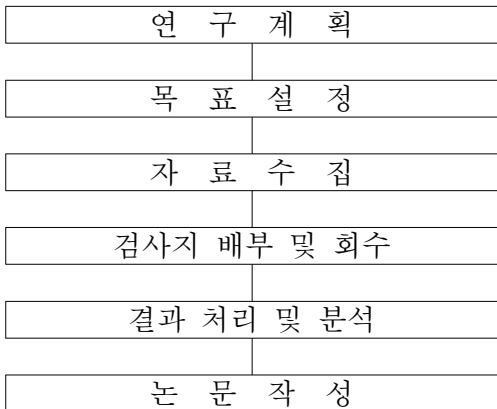 연 구 계 획
목 표 설 정
자 료 수 집
검사지 배부 및 회수
결과 처리 및 분석
논 문 작 성